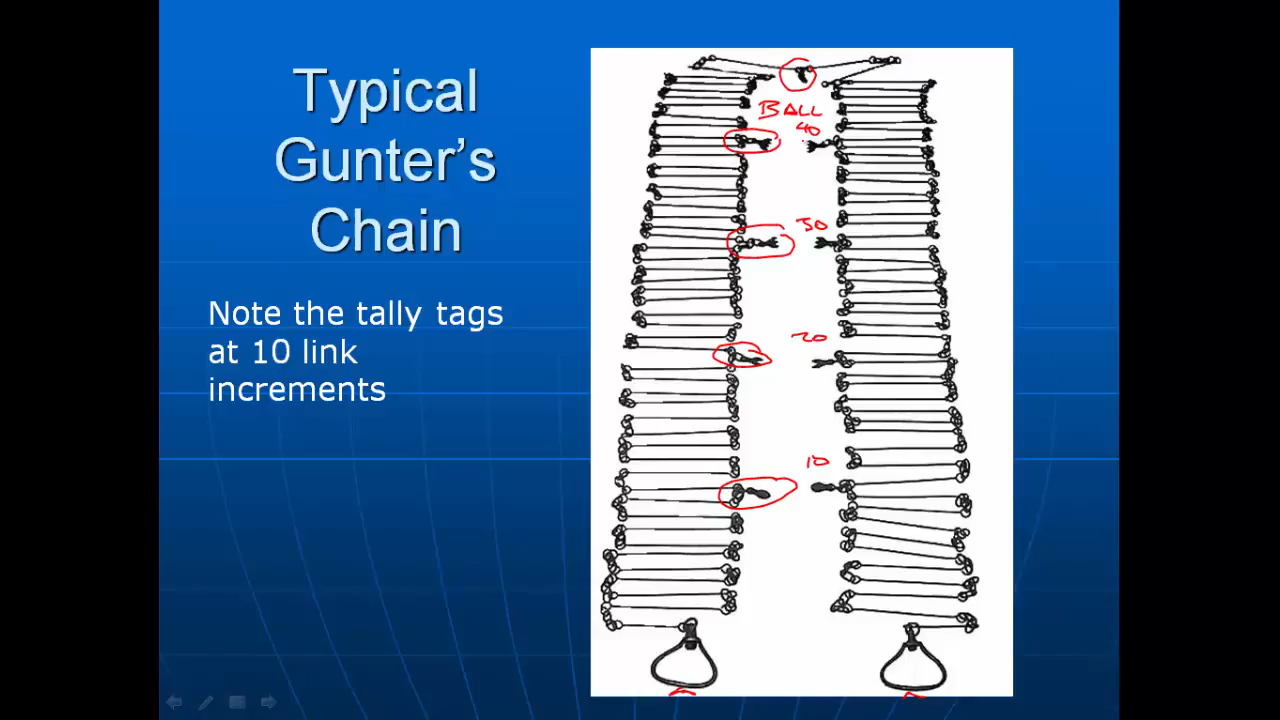 Typical
Gunter's
Chain
Note the tally tags
at 10 link
increments
BALL
40
30
20
10